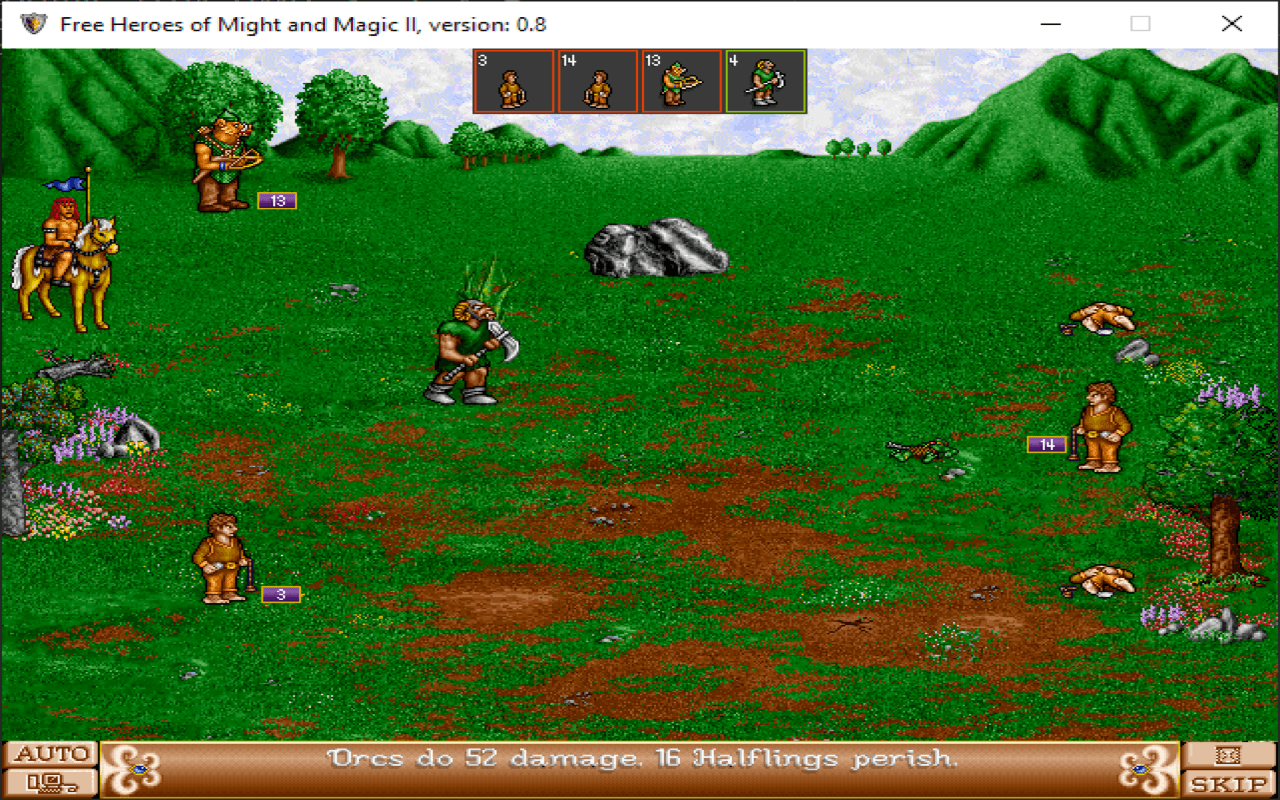 Free Heroes of Might and Magic II, version: 0.8
3 14 13 4
13
14
3
AUTO
Orcs do 52 damage. 16 Halflings perish.
SKIP